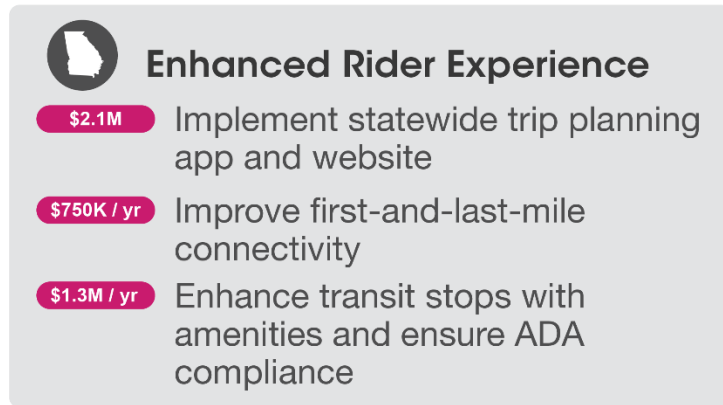 Enhanced Rider Experience
$2.1M Implement statewide trip planning
app and website
$750K / yr Improve first-and-last-mile
connectivity
$1.3M / yr Enhance transit stops with
amenities and ensure ADA
compliance